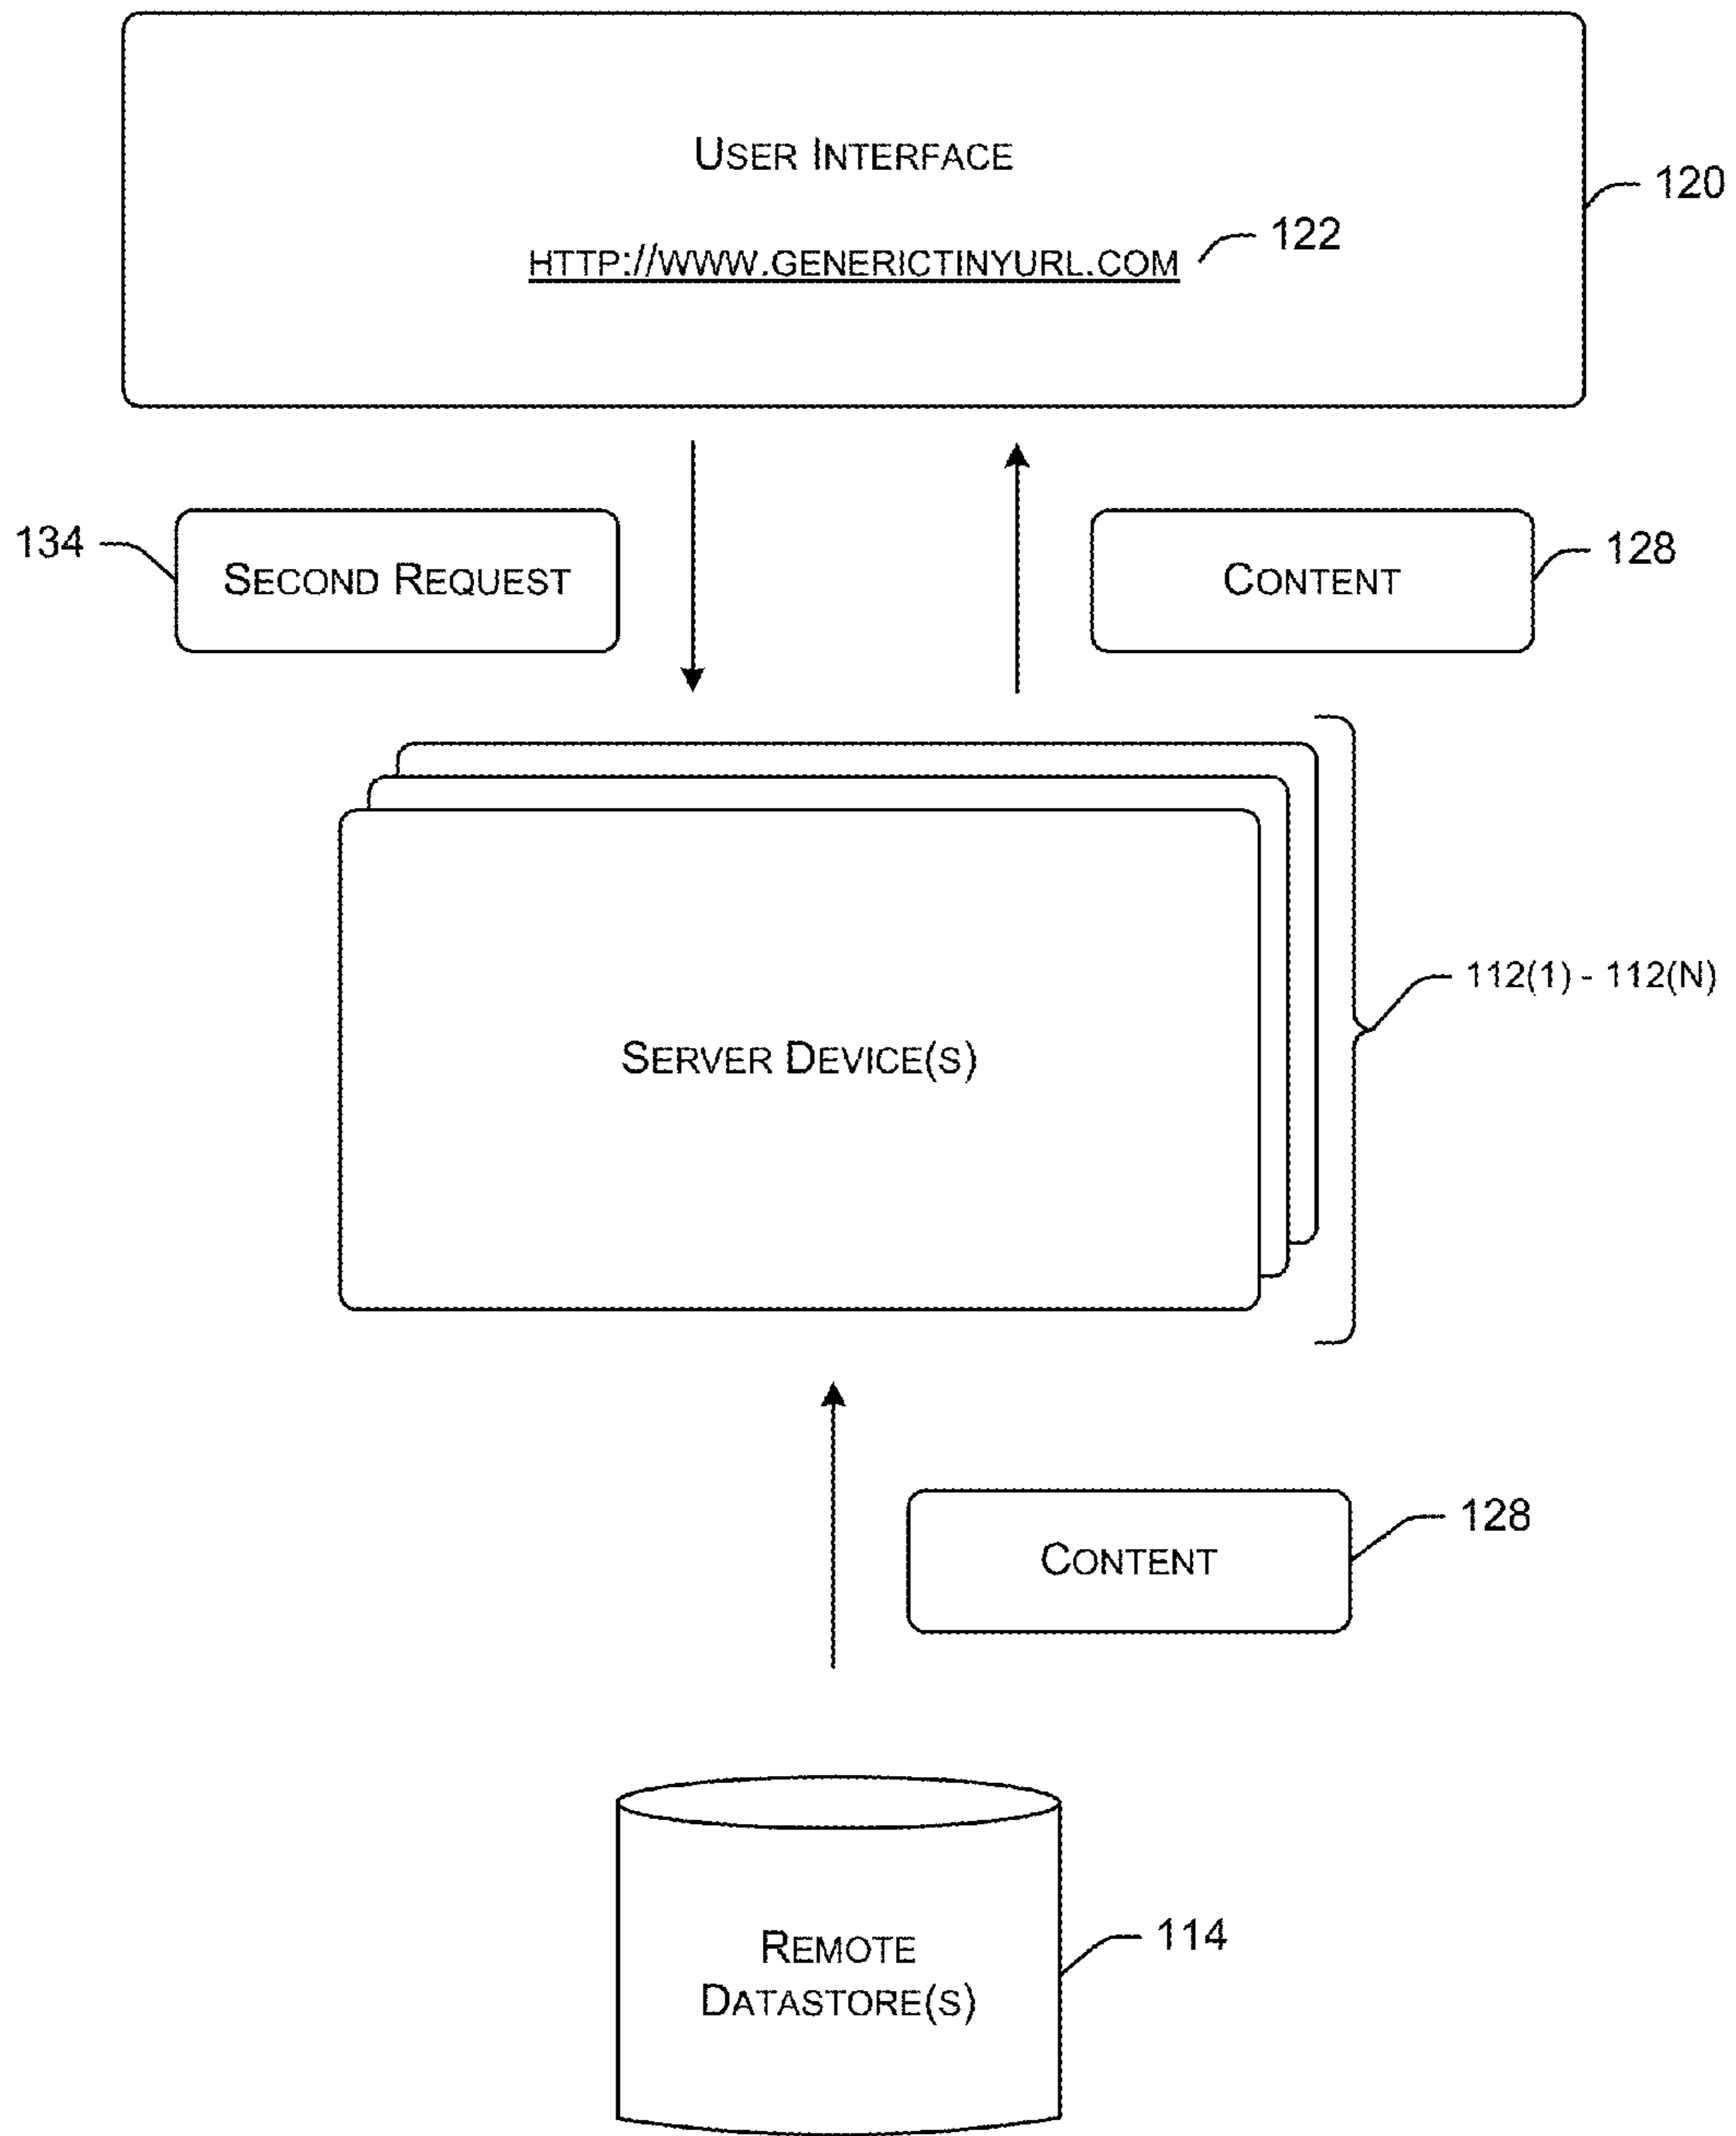 USER INTERFACE
120
HTTP://WWW.GENERICTINYURL.COM
122
134
SECOND REQUEST
CONTENT
128
SERVER DEVICE(S)
112(1) - 112(N)
CONTENT
128
REMOTE
DATASTORE(S)
114